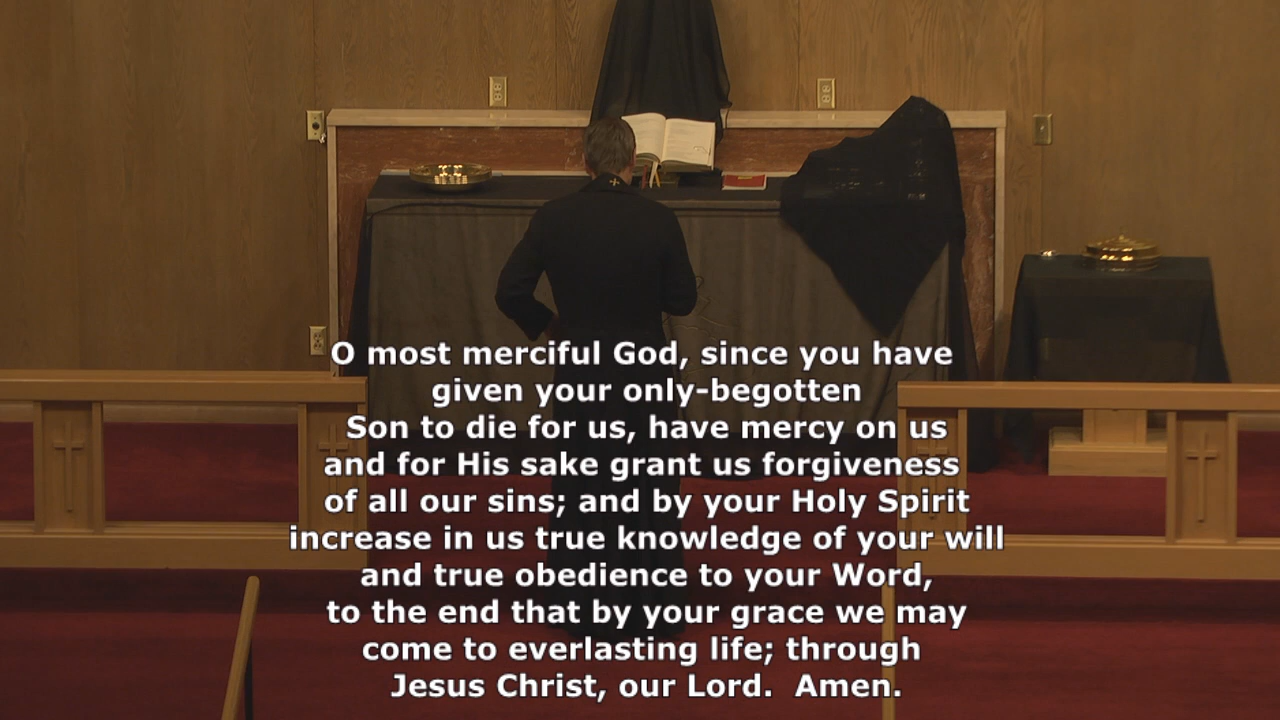 O most merciful God, since you have
given your only-begotten
Son to die for us, have mercy on us
and for His sake grant us forgiveness
of all our sins; and by your Holy Spirit
increase in us true knowledge of your will
and true obedience to your Word,
to the end that by your grace we may
come to everlasting life; through
Jesus Christ, our Lord.  Amen.